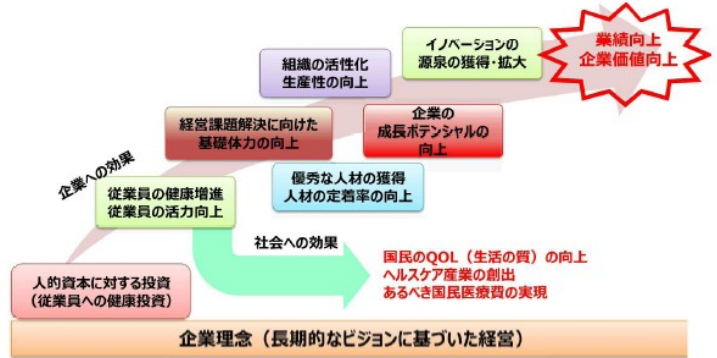 イノベーションの
源泉の獲得・拡大
業績向上
企業価値向上
組織の活性化
生産性の向上
経営課題解決に向けた
基礎体力の向上
企業の
成長ポテンシャルの
向上
企業への効果
優秀な人材の獲得
人材の定着率の向上
従業員の健康増進
従業員の活力向上
社会への効果
国民のQOL（生活の質）の向上
ヘルスケア産業の創出
あるべき国民医療費の実現
人的資本に対する投資
（従業員への健康投資）
企業理念（長期的なビジョンに基づいた経営）